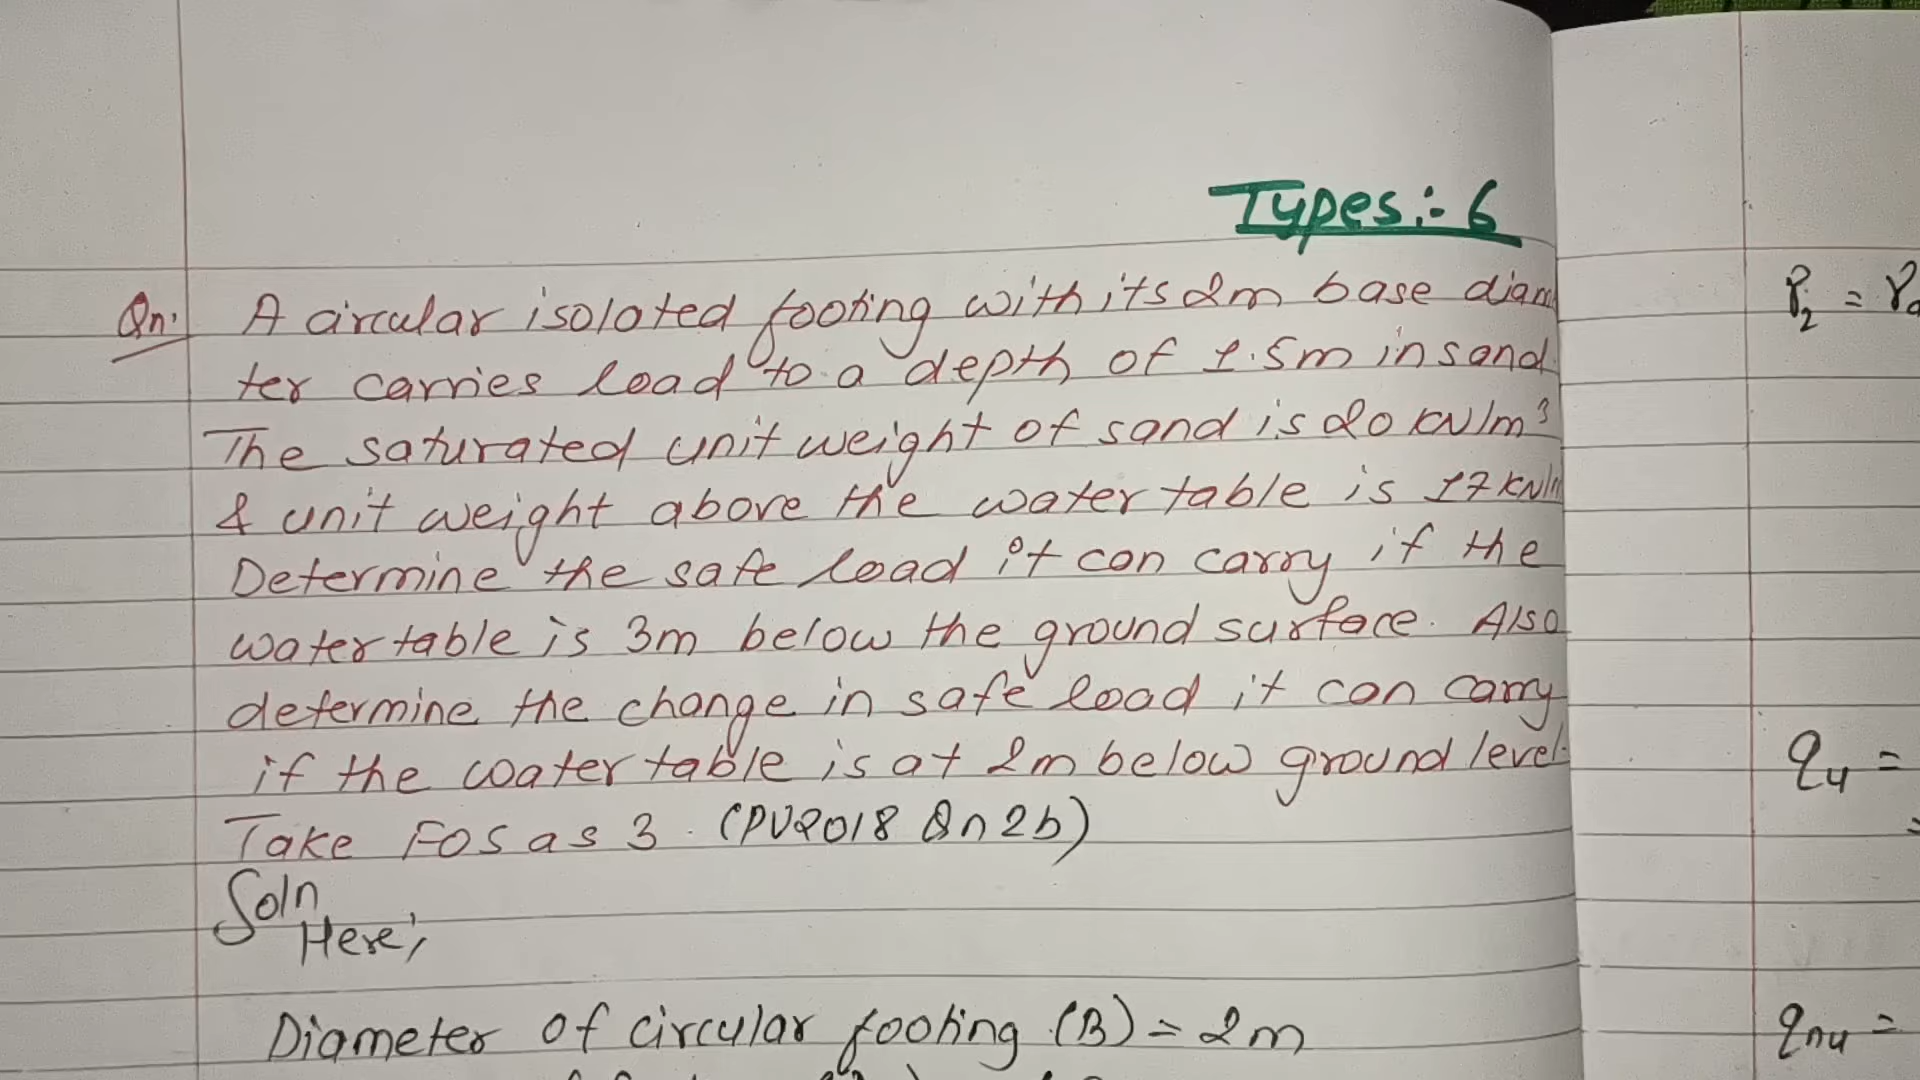 Types:- 6
Qn. A circular isolated footing with its 2m base diam
ter carries load to a depth of 1.5m in sand.
The saturated unit weight of sand is 20 kN/m³
& unit weight above the water table is 17 kN/m
Determine the safe load it can carry if the
water table is 3m below the ground surface. Also
determine the change in safe load it can carry
if the water table is at 2m below ground level.
Take FOS as 3. (PU2018 Qn 2b)
Soln
Here,
Diameter of circular footing (B) = 2m
qu =
=
qnu =